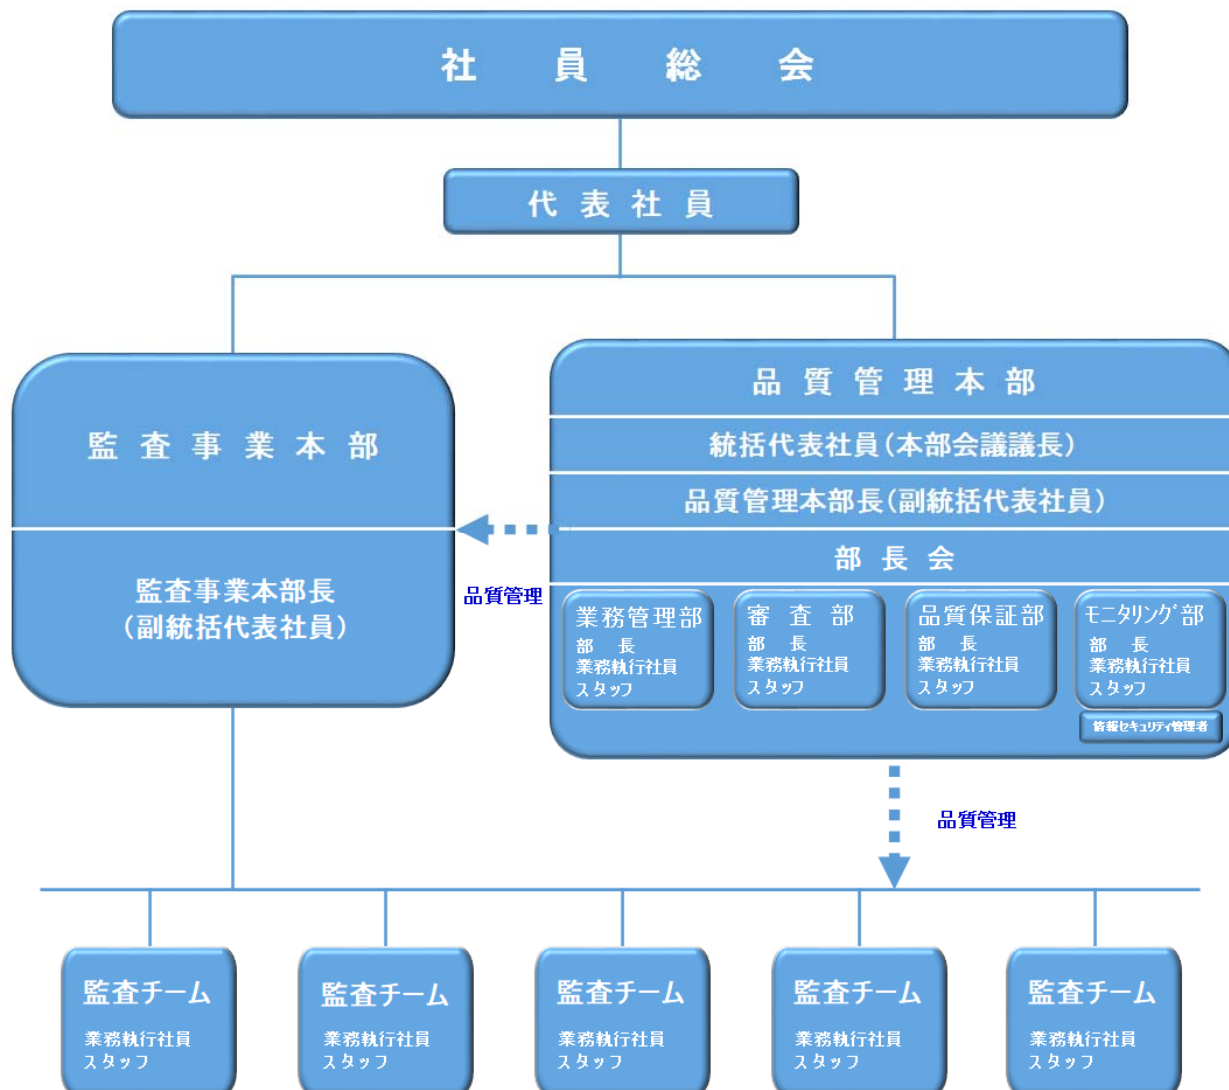 社 員 総 会
代 表 社 員
監 査 事 業 本 部
監査事業本部長
(副統括代表社員)
品 質 管 理 本 部
統括代表社員(本部会議議長)
品質管理本部長(副統括代表社員)
部 長 会
品質管理
業務管理部
部 長
業務執行社員
スタッフ
審 査 部
部 長
業務執行社員
スタッフ
品質保証部
部 長
業務執行社員
スタッフ
モニタリング部
部 長
業務執行社員
スタッフ
情報セキュリティ管理者
品質管理
監査チーム
業務執行社員
スタッフ
監査チーム
業務執行社員
スタッフ
監査チーム
業務執行社員
スタッフ
監査チーム
業務執行社員
スタッフ
監査チーム
業務執行社員
スタッフ